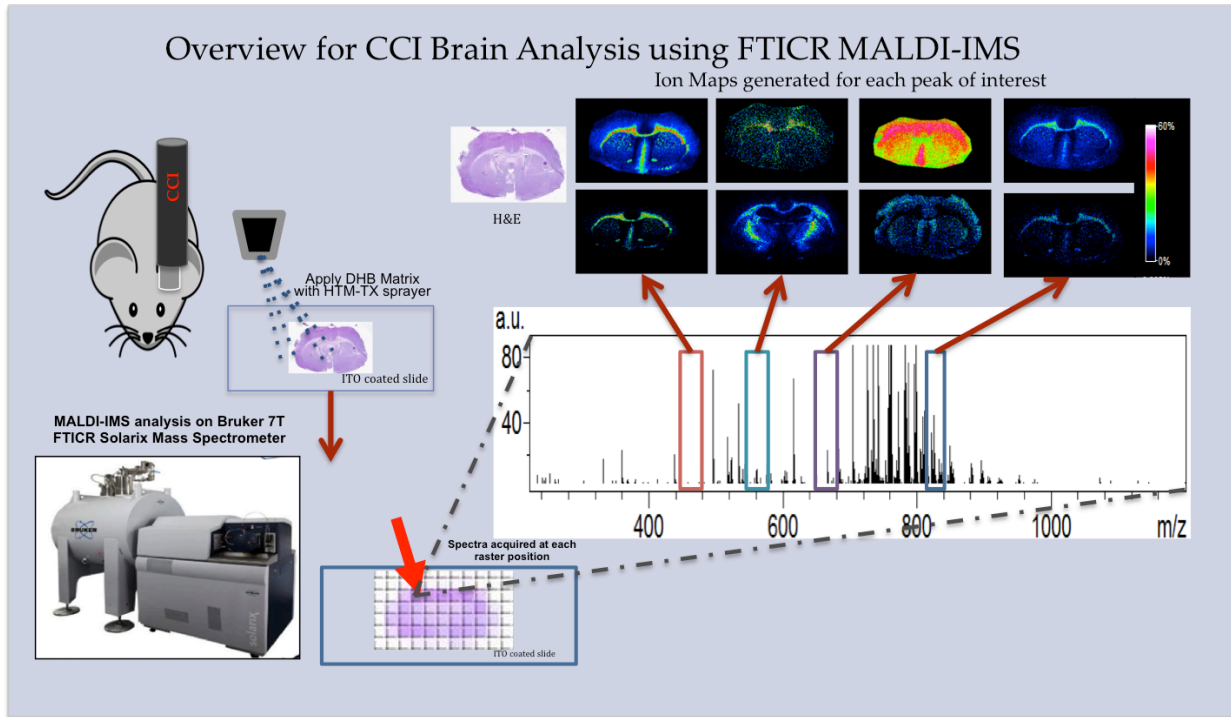 Overview for CCI Brain Analysis using FTICR MALDI-IMS
Ion Maps generated for each peak of interest
60%
0%
H&E
CCI
Apply DHB Matrix
with HTM-TX sprayer
ITO coated slide
MALDI-IMS analysis on Bruker 7T
FTICR Solarix Mass Spectrometer
BRUKER
solarix
a.u.
80
40
400
600
800
1000
m/z
Spectra acquired at each
raster position
ITO coated slide